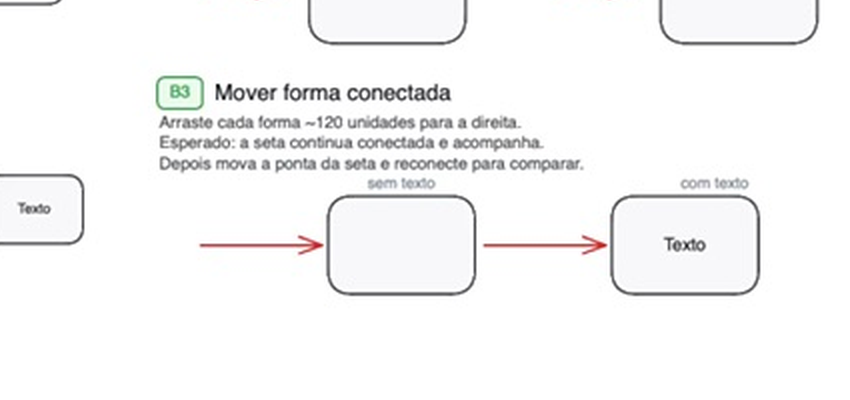 B3 Mover forma conectada
Arraste cada forma ~120 unidades para a direita.
Esperado: a seta continua conectada e acompanha.
Depois mova a ponta da seta e reconecte para comparar.
sem texto
com texto
Texto
Texto